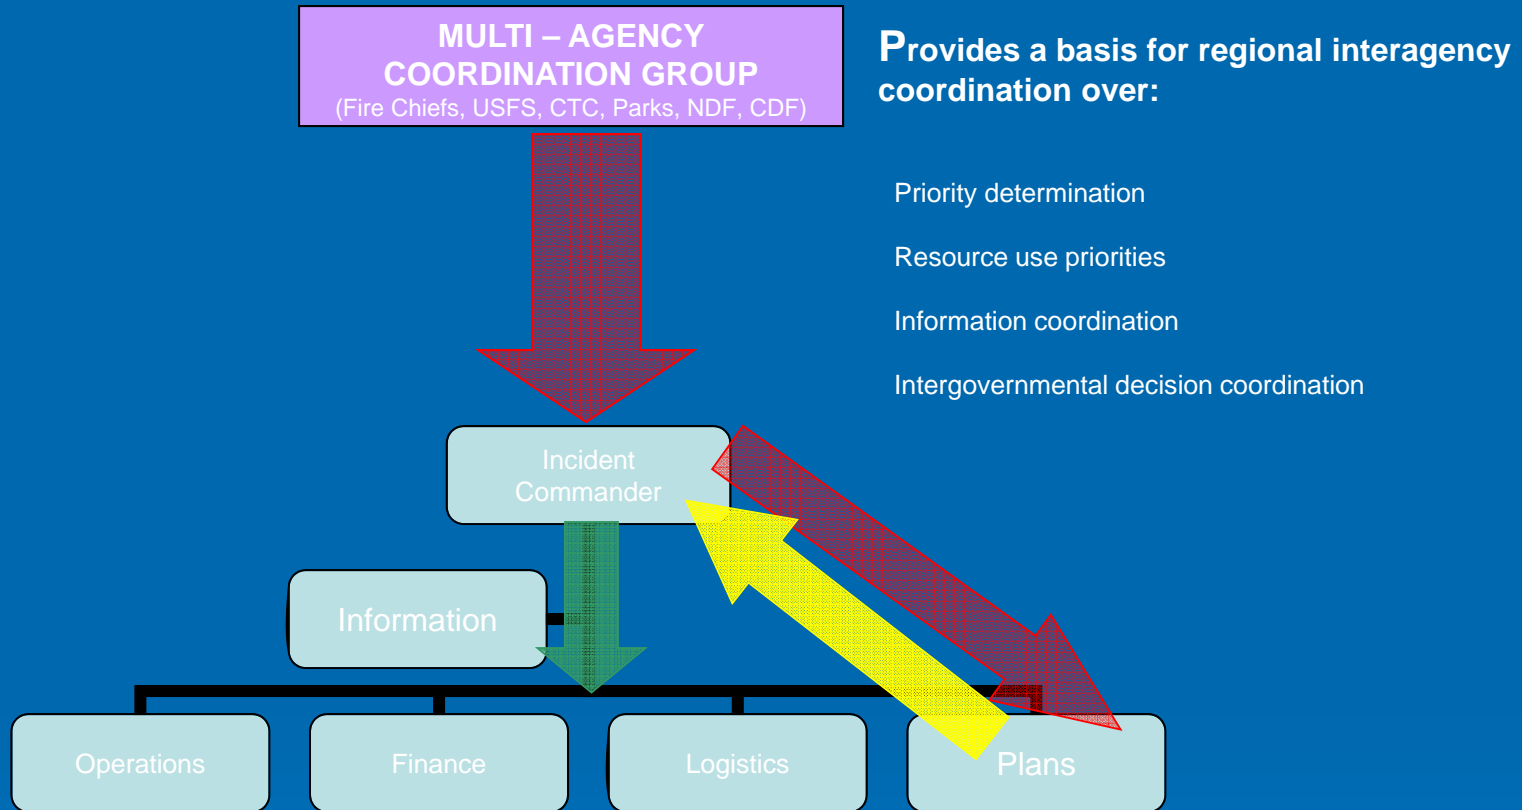 MULTI – AGENCY
COORDINATION GROUP
(Fire Chiefs, USFS, CTC, Parks, NDF, CDF)
Provides a basis for regional interagency
coordination over:
Priority determination
Resource use priorities
Information coordination
Intergovernmental decision coordination
Incident
Commander
Information
Operations
Finance
Logistics
Plans